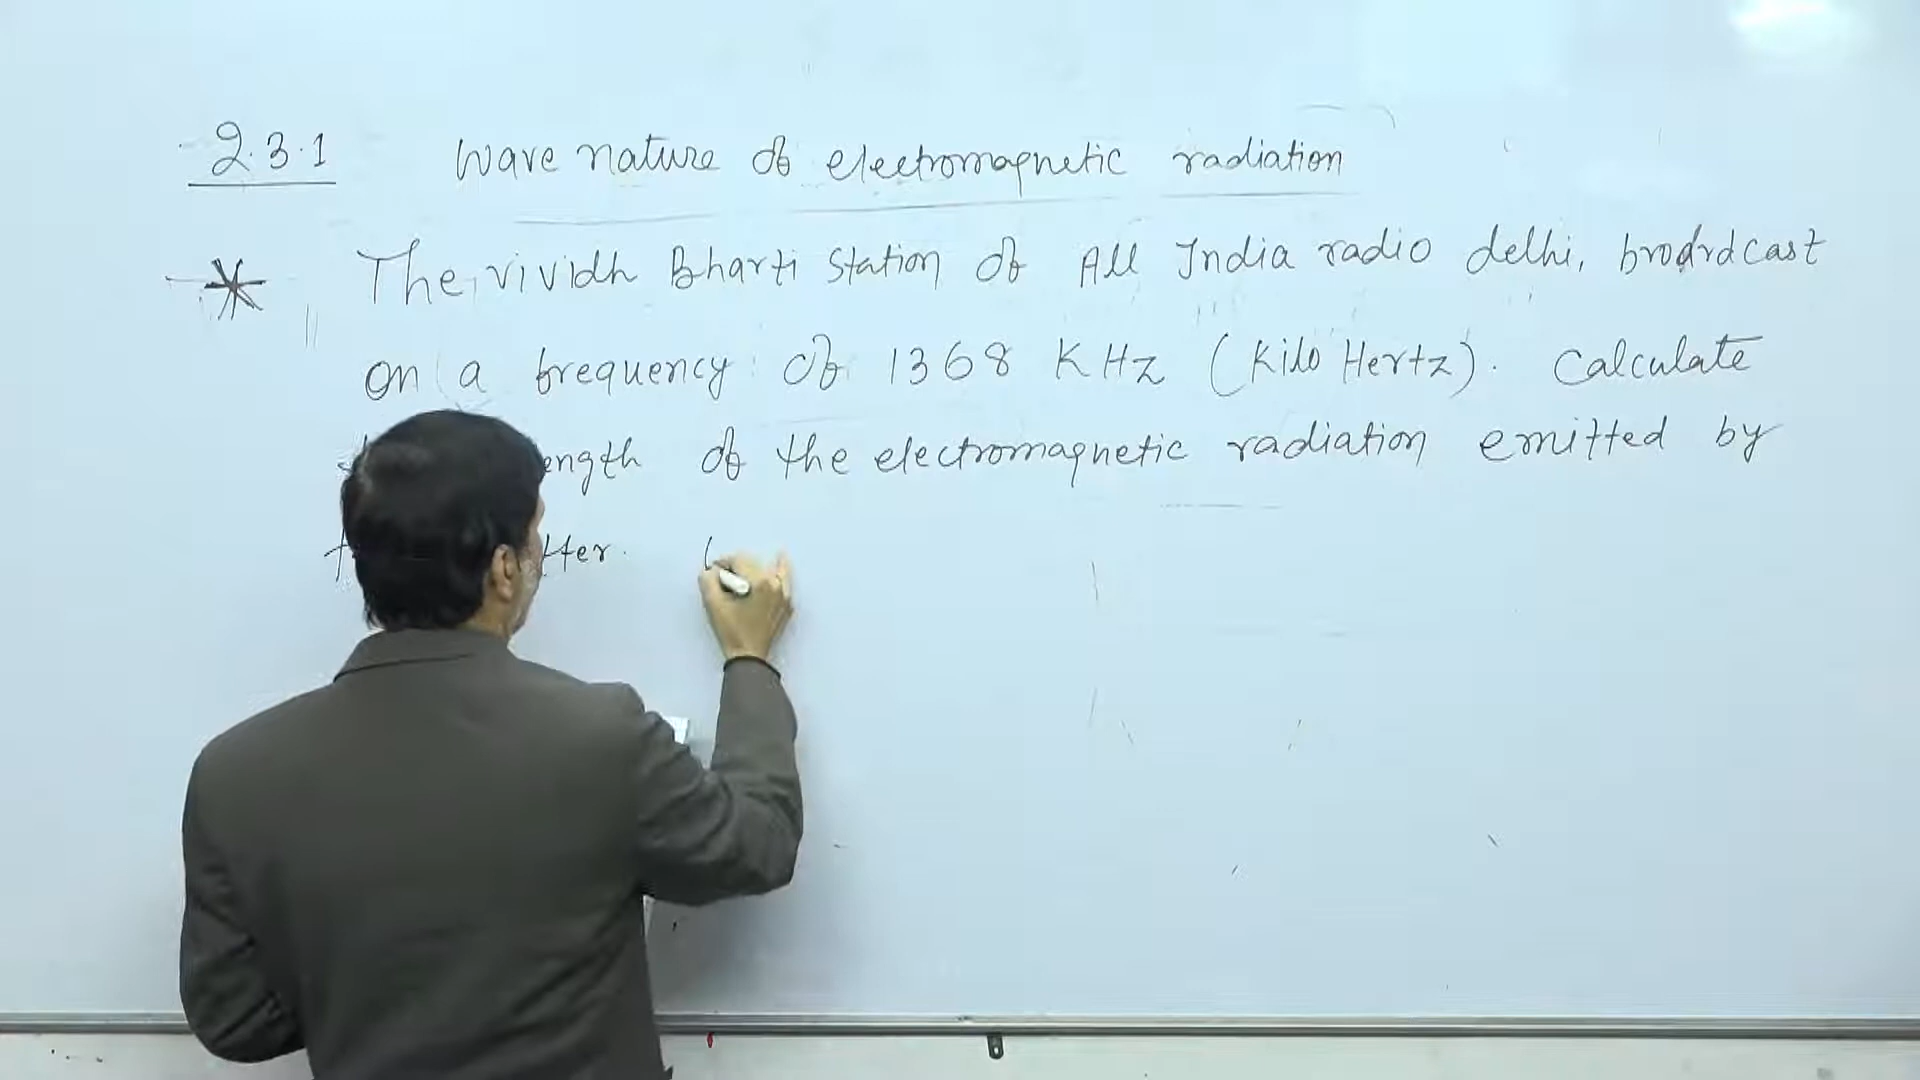 2.3.1 Wave nature of electromagnetic radiation
* The vividh Bharti Station of All India radio delhi, brodrdcast
on a frequency of 1368 KHz (Kilo Hertz). Calculate
ength of the electromagnetic radiation emitted by
tter. (